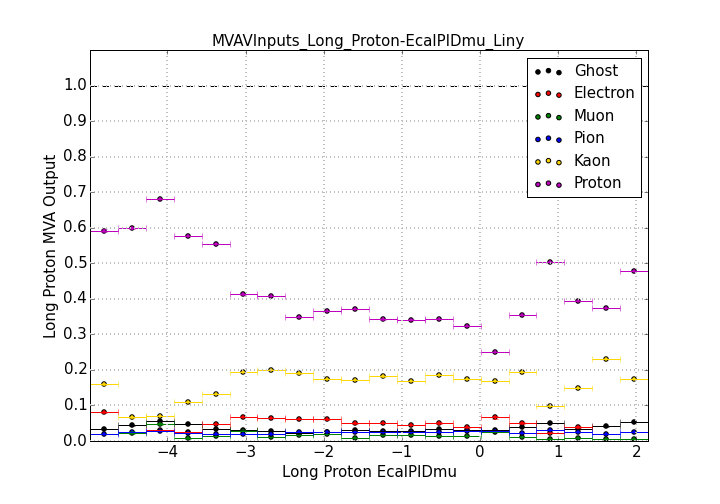 MVAVInputs_Long_Proton-EcalPIDmu_Liny
Long Proton MVA Output
1.0
0.9
0.8
0.7
0.6
0.5
0.4
0.3
0.2
0.1
0.0
Ghost
Electron
Muon
Pion
Kaon
Proton
−4 −3 −2 −1 0 1 2
Long Proton EcalPIDmu